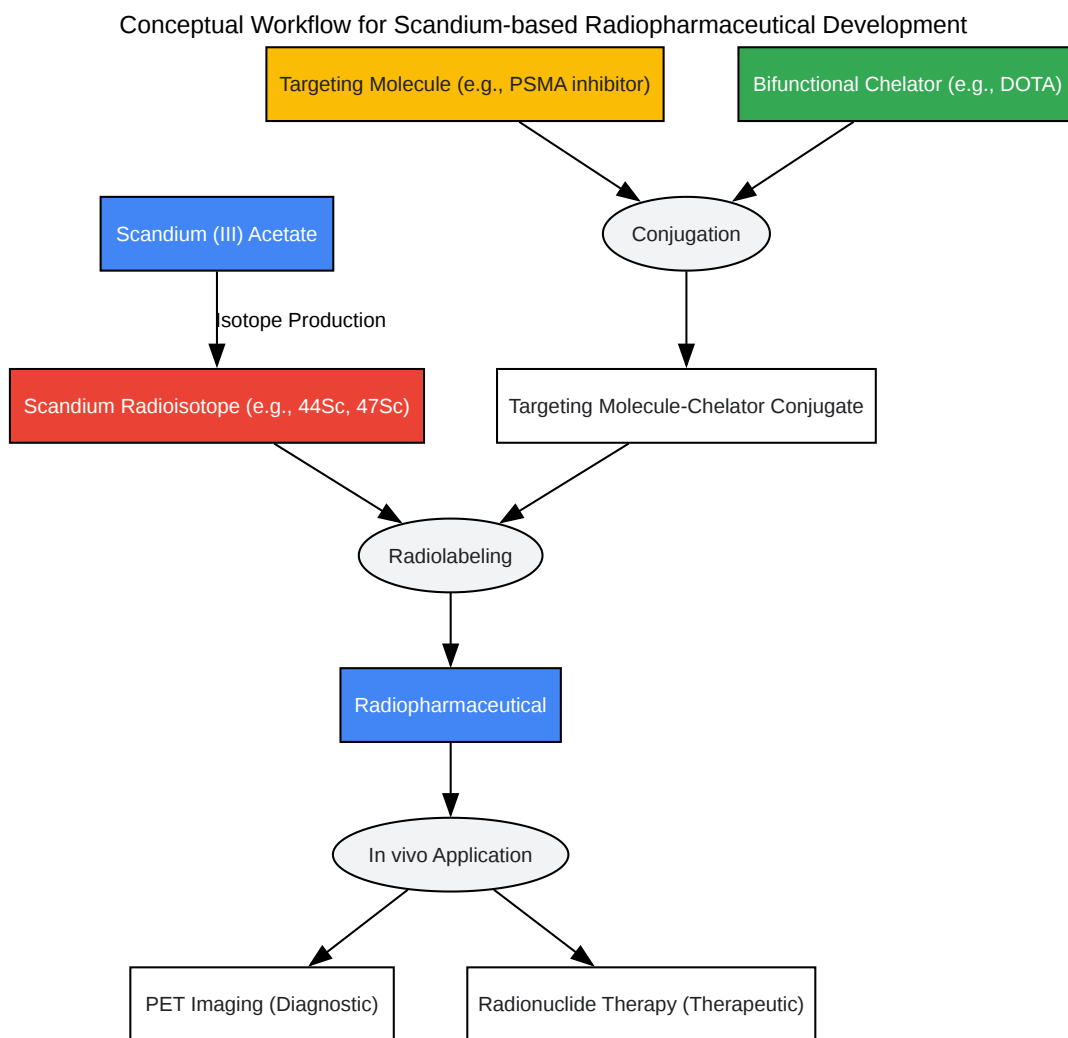 Conceptual Workflow for Scandium-based Radiopharmaceutical Development
Targeting Molecule (e.g., PSMA inhibitor)
Bifunctional Chelator (e.g., DOTA)
Scandium (III) Acetate
Conjugation
Isotope Production
Scandium Radioisotope (e.g., 44Sc, 47Sc)
Targeting Molecule-Chelator Conjugate
Radiolabeling
Radiopharmaceutical
In vivo Application
PET Imaging (Diagnostic)
Radionuclide Therapy (Therapeutic)